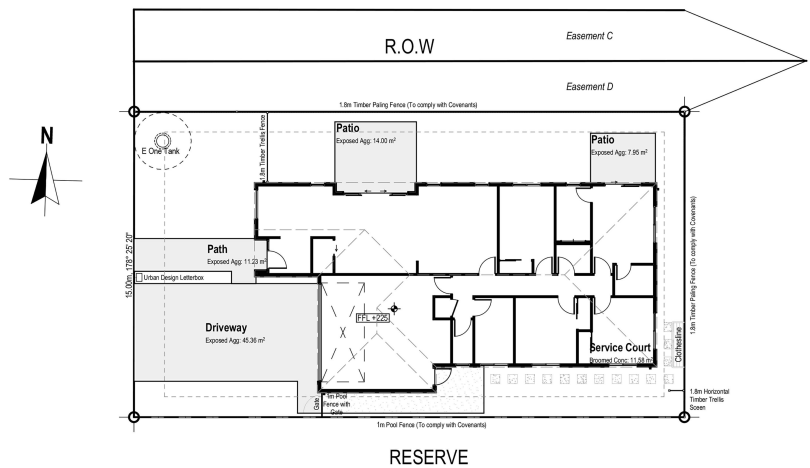 Easement C
R.O.W
Easement D
1.8m Timber Paling Fence (To comply with Covenants)
N
E One Tank
1.8m Timber Trellis Fence
Patio
Exposed Agg: 14.00 m²
Patio
Exposed Agg: 7.95 m²
15.00m, 178° 25' 20"
Path
Exposed Agg: 11.23 m²
Urban Design Letterbox
Driveway
Exposed Agg: 45.36 m²
FFL +225
1.8m Timber Paling Fence (To comply with Covenants)
Service Court
Broomed Conc: 11.58 m²
Clothesline
1.8m Horizontal
Timber Trellis
Sceen
Gate
1m Pool
Fence with
Gate
1m Pool Fence (To comply with Covenants)
RESERVE